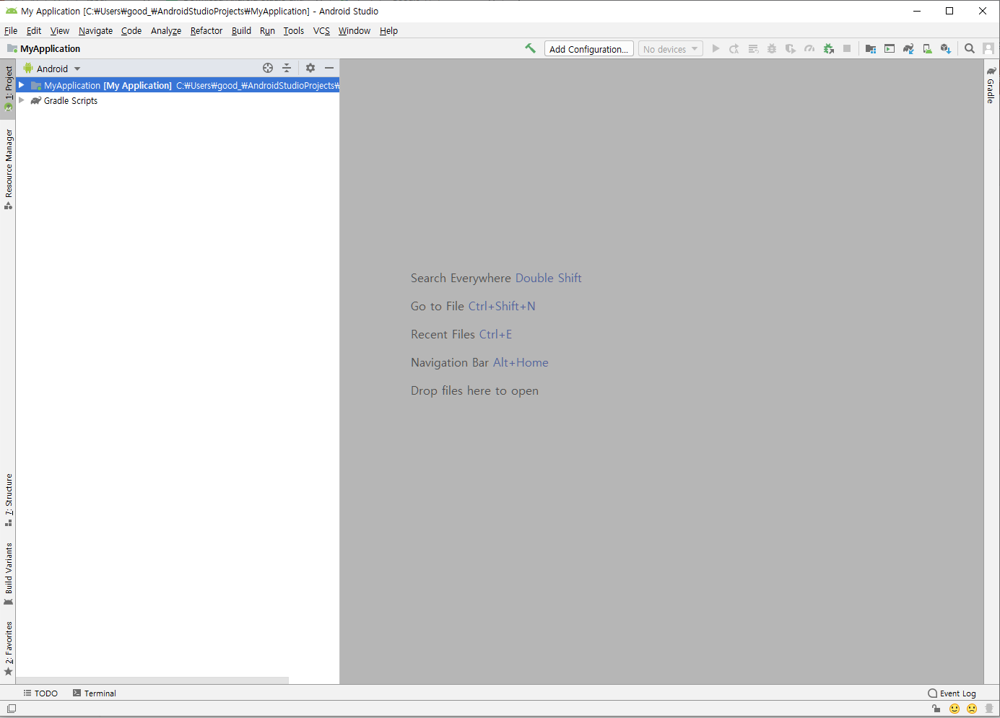 My Application [C:₩Users₩good_₩AndroidStudioProjects₩MyApplication] - Android Studio
File Edit View Navigate Code Analyze Refactor Build Run Tools VCS Window Help
MyApplication
Add Configuration...
No devices
1: Project
Android
MyApplication [My Application] C:₩Users₩good_₩AndroidStudioProjects₩
Gradle Scripts
Gradle
Resource Manager
Search Everywhere Double Shift
Go to File Ctrl+Shift+N
Recent Files Ctrl+E
Navigation Bar Alt+Home
Drop files here to open
7: Structure
Build Variants
2: Favorites
TODO
Terminal
Event Log